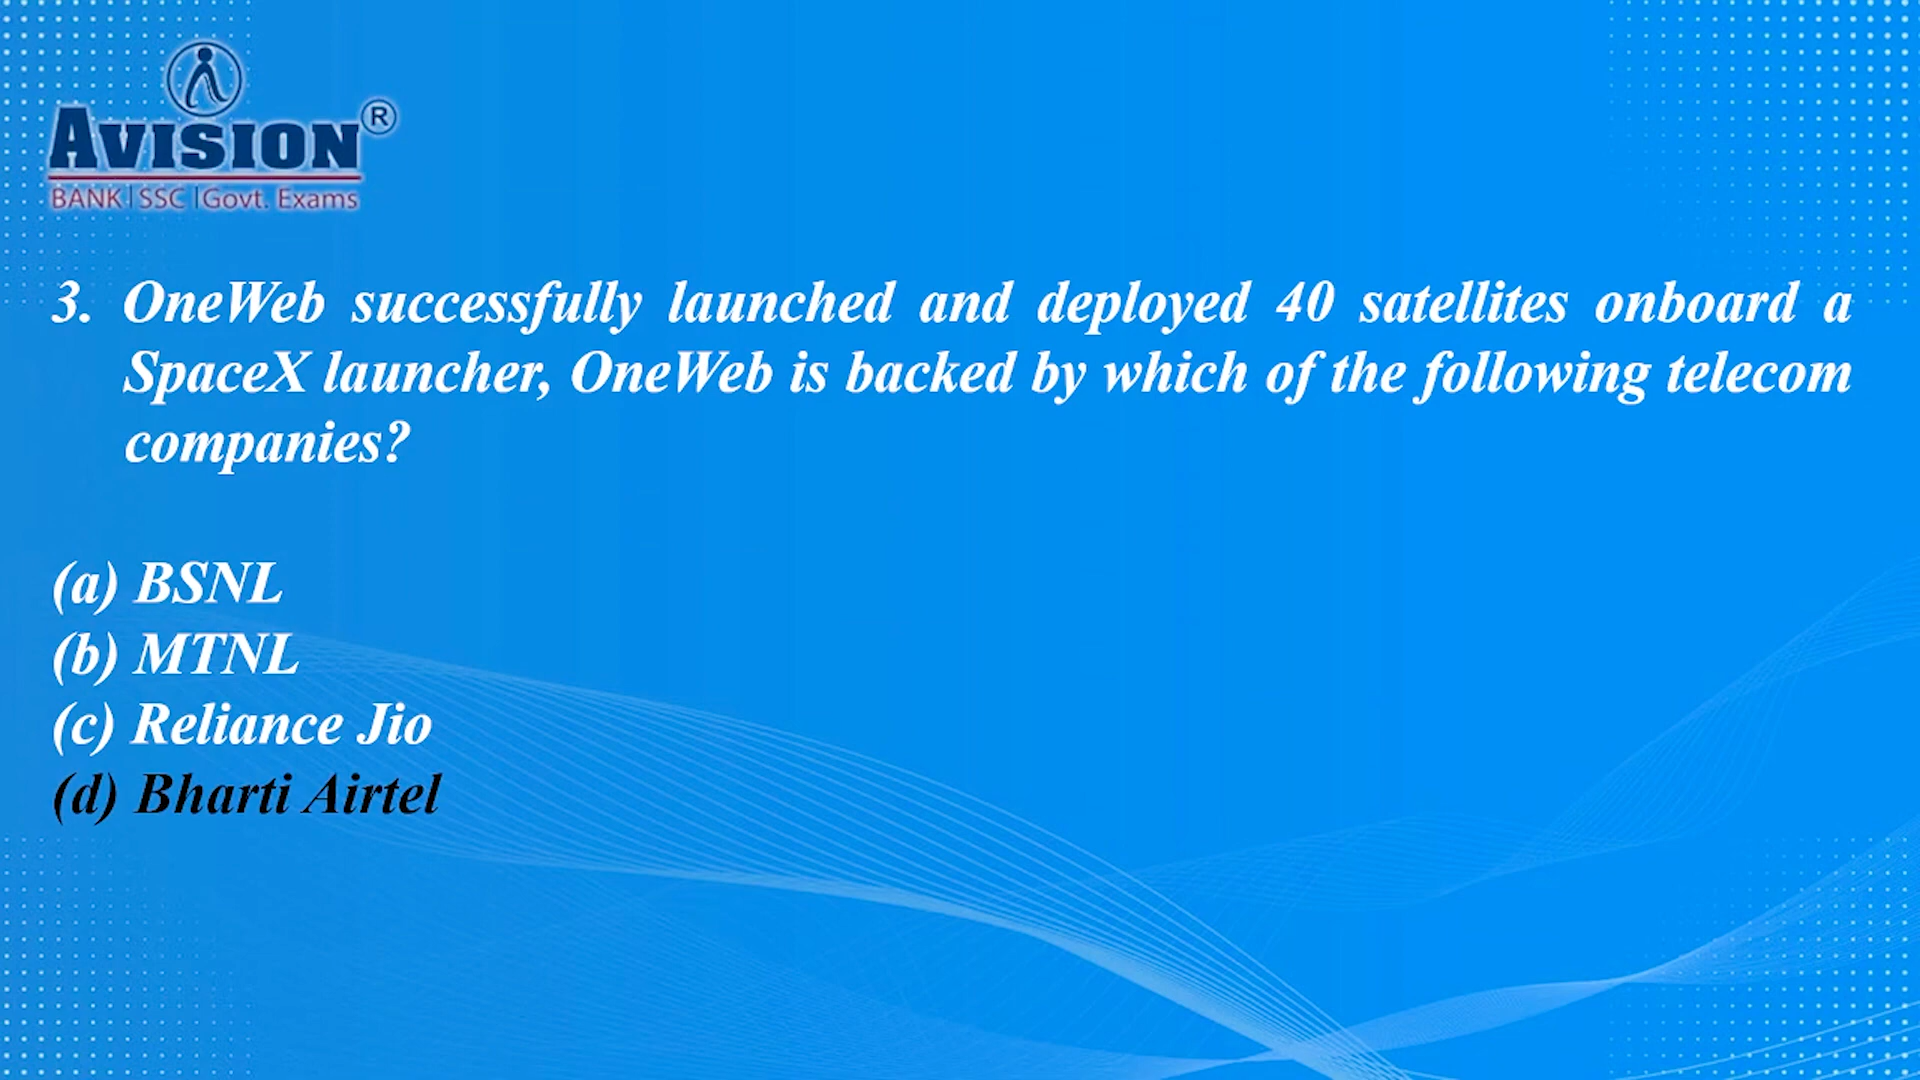 AVISION®
BANK | SSC | Govt. Exams
3. OneWeb successfully launched and deployed 40 satellites onboard a
SpaceX launcher, OneWeb is backed by which of the following telecom
companies?
(a) BSNL
(b) MTNL
(c) Reliance Jio
(d) Bharti Airtel